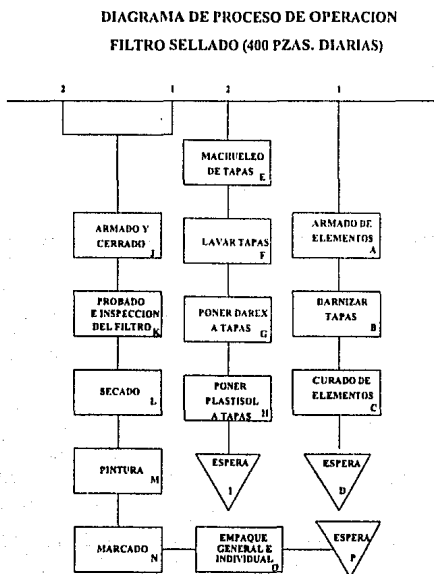 DIAGRAMA DE PROCESO DE OPERACION
FILTRO SELLADO (400 PZAS. DIARIAS)
2 1 2 1
MACHUELEO
DE TAPAS E
ARMADO Y
CERRADO J
LAVAR TAPAS
F
ARMADO DE
ELEMENTOS A
PROBADO
E INSPECCION
DEL FILTRO K
PONER DAREX
A TAPAS G
BARNIZAR
TAPAS B
SECADO
L
PONER
PLASTISOL
A TAPAS H
CURADO DE
ELEMENTOS C
PINTURA
M
ESPERA
I
ESPERA
D
MARCADO
N
EMPAQUE
GENERAL E
INDIVIDUAL O
ESPERA
P